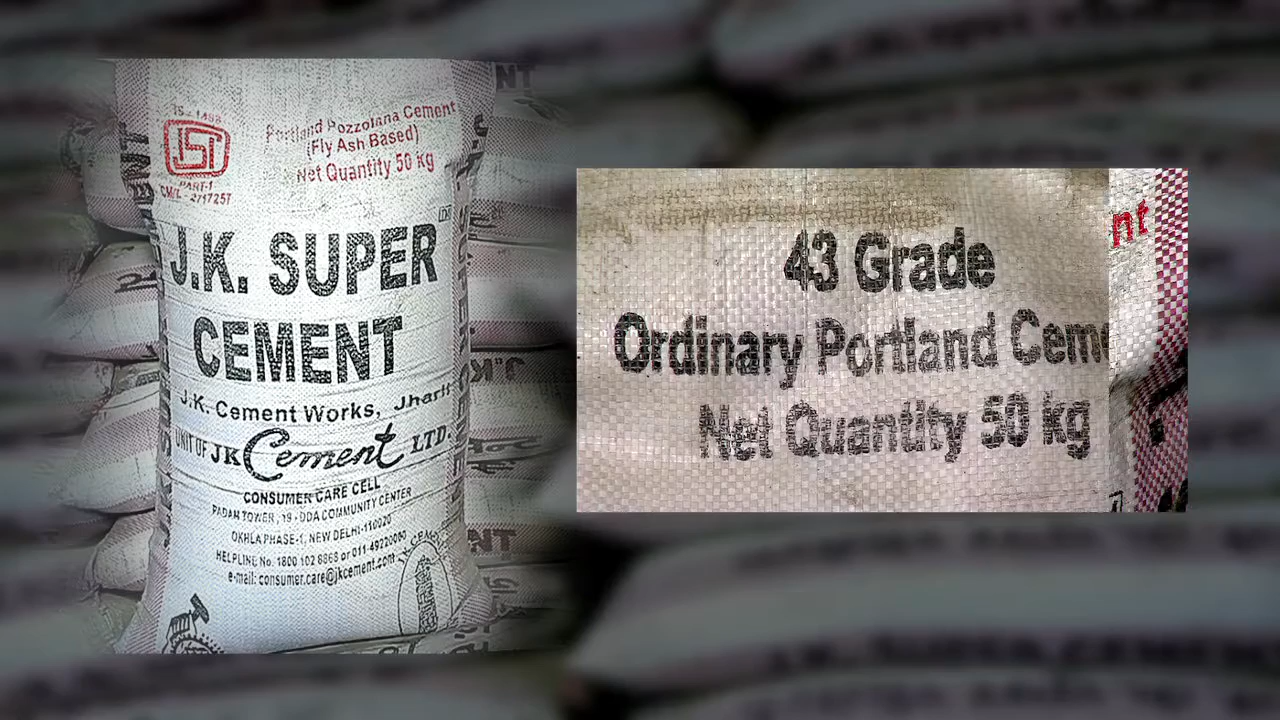 IS - 1489
ISI
PART-1
CM/L - 2717257
Portland Pozzolana Cement
(Fly Ash Based)
Net Quantity 50 kg
J.K. SUPER
CEMENT
J.K. Cement Works,
UNIT OF JK Cement LTD.
CONSUMER CARE CELL
PADAM TOWER, 19 - DDA COMMUNITY CENTER
OKHLA PHASE-1, NEW DELHI-110020
HELPLINE No. 1800 102 6868 or 011-49220090
e-mail: consumer.care@jkcement.com
43 Grade
Ordinary Portland Ceme
Net Quantity 50 kg
nt